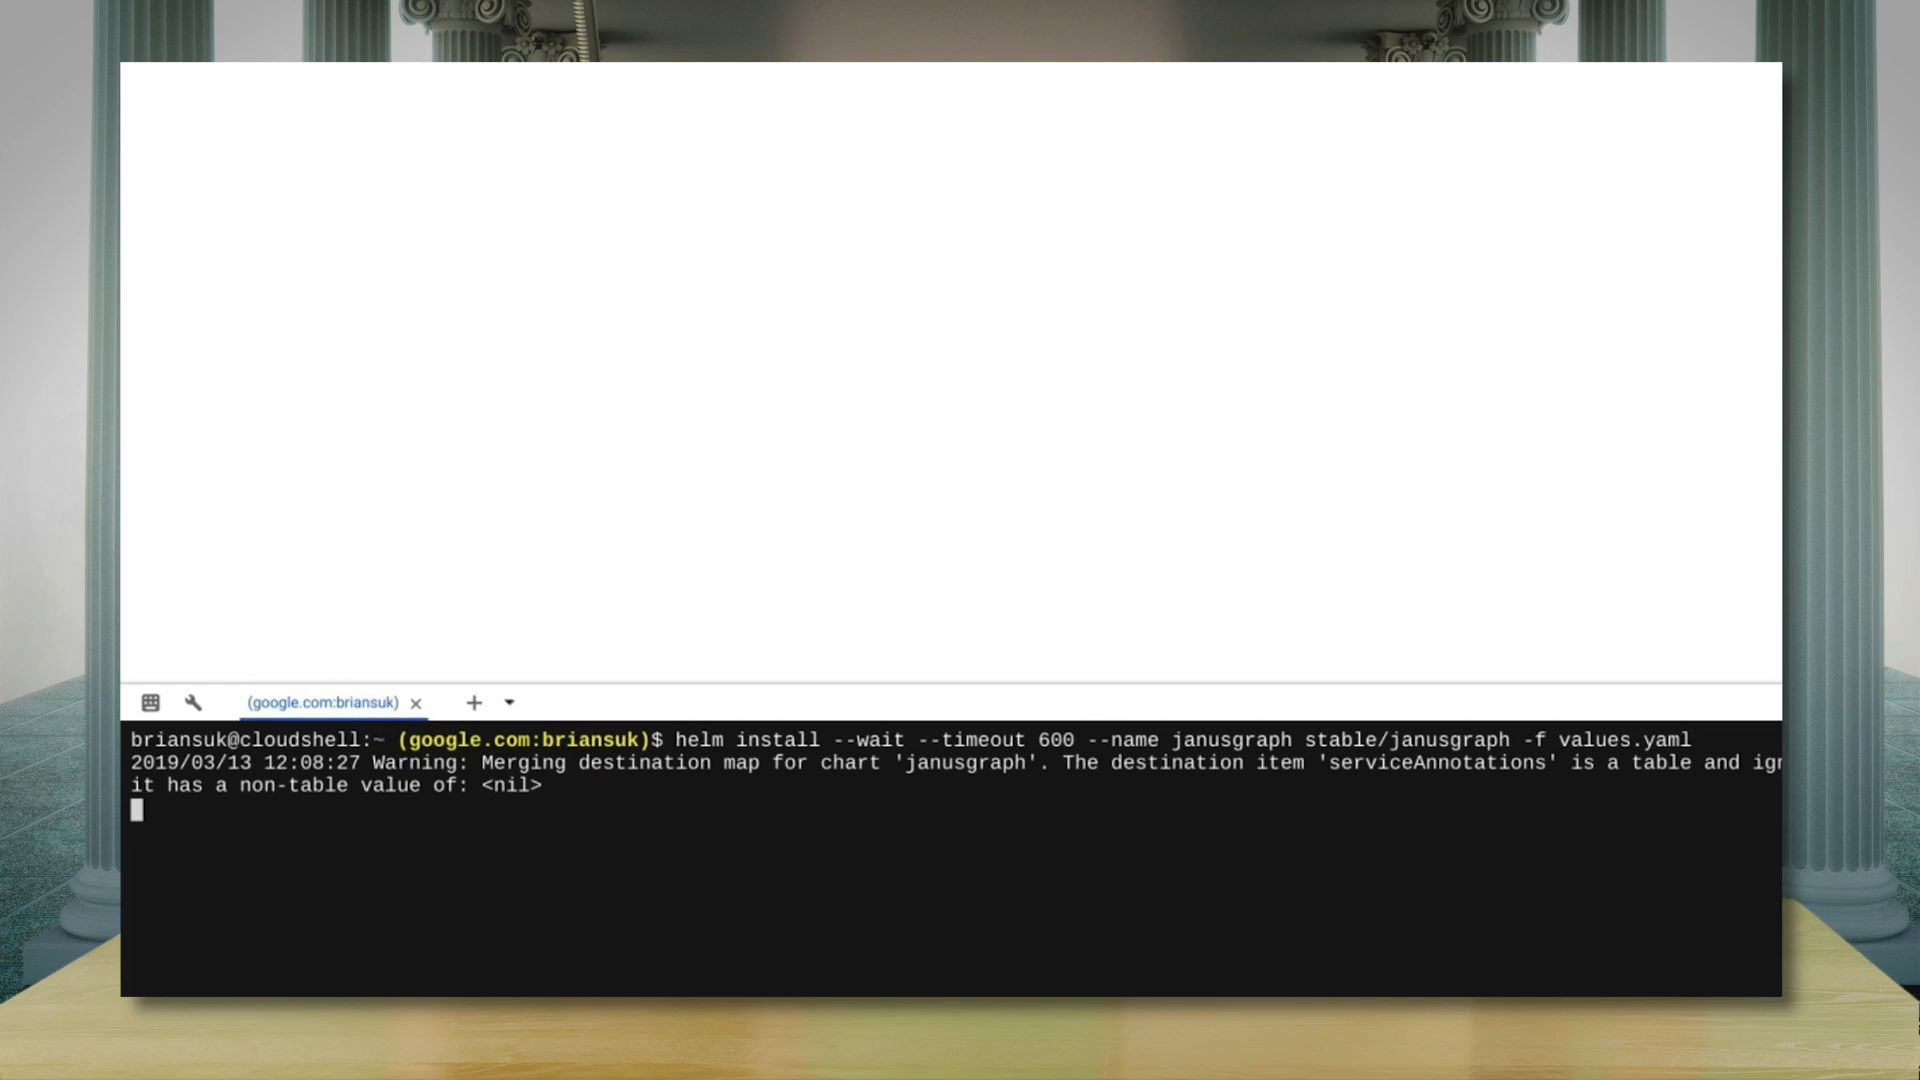 (google.com:briansuk)
briansuk@cloudshell:~ (google.com:briansuk)$ helm install --wait --timeout 600 --name janusgraph stable/janusgraph -f values.yaml
2019/03/13 12:08:27 Warning: Merging destination map for chart 'janusgraph'. The destination item 'serviceAnnotations' is a table and ign
it has a non-table value of: <nil>